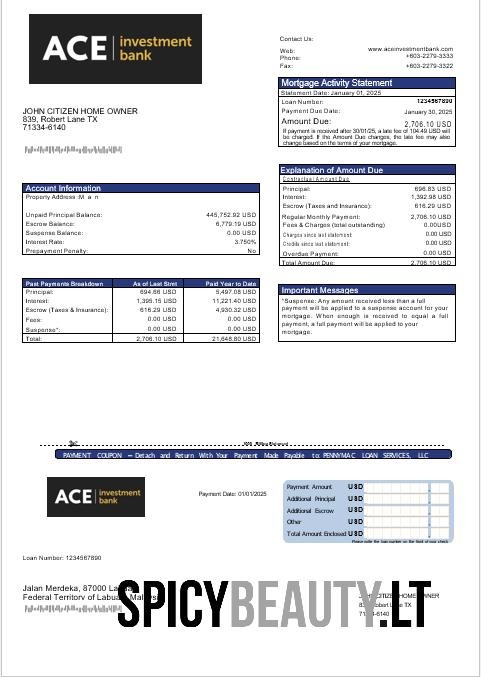 ACE investment
bank
Contact Us:
Web: www.aceinvestmentbank.com
Phone: +603-2279-3333
Fax: +603-2279-3322
Mortgage Activity Statement
Statement Date: January 01, 2025
Loan Number: 1234567890
Payment Due Date: January 30, 2025
Amount Due: 2,706.10 USD
If payment is received after 30/01/25, a late fee of 104.49 USD will
be charged. If the Amount Due changes, the late fee may also
change based on the terms of your mortgage.
JOHN CITIZEN HOME OWNER
839, Robert Lane TX
71334-6140
Explanation of Amount Due
Contractual Amount Due
Principal: 696.83 USD
Interest: 1,392.98 USD
Escrow (Taxes and Insurance): 616.29 USD
Regular Monthly Payment: 2,706.10 USD
Fees & Charges (total outstanding) 0.00USD
Charges since last statement: 0.00 USD
Credits since last statement: 0.00 USD
Overdue Payment: 0.00 USD
Total Amount Due: 2,706.10 USD
Account Information
Property Address :M a n
Unpaid Principal Balance: 445,752.92 USD
Escrow Balance: 6,779.19 USD
Suspense Balance: 0.00 USD
Interest Rate: 3.750%
Prepayment Penalty: No
Past Payments Breakdown As of Last Stmt Paid Year to Date
Principal: 694.66 USD 5,497.08 USD
Interest: 1,395.15 USD 11,221.40 USD
Escrow (Taxes & Insurance): 616.29 USD 4,930.32 USD
Fees: 0.00 USD 0.00 USD
Suspense*: 0.00 USD 0.00 USD
Total: 2,706.10 USD 21,648.80 USD
Important Messages
*Suspense: Any amount received less than a full
payment will be applied to a suspense account for your
mortgage. When enough is received to equal a full
payment, a full payment will be applied to your
mortgage.
PAYMENT COUPON — Detach and Return With Your Payment Made Payable to: PENNYMAC LOAN SERVICES, LLC
ACE investment
bank
Payment Date: 01/01/2025
Payment Amount USD
Additional Principal USD
Additional Escrow USD
Other USD
Total Amount Enclosed USD
Please write the loan number on the front of your check
Loan Number: 1234567890
Jalan Merdeka, 87000
Federal Territory of Labuan
OWNER
Robert Lane TX
SPICYBEAUTY.LT